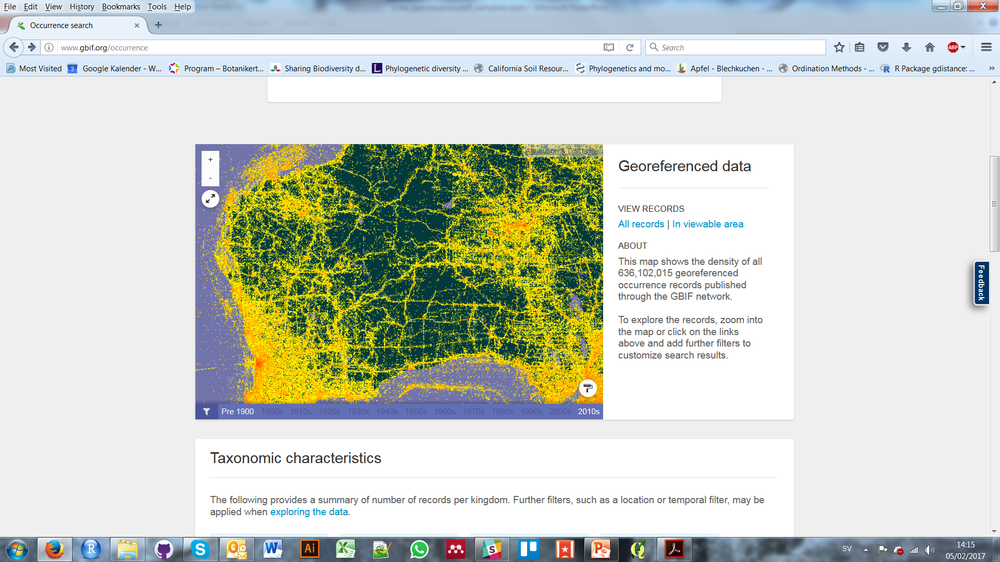 File Edit View History Bookmarks Tools Help
Occurrence search
www.gbif.org/occurrence
Search
ABP
Most Visited
3 Google Kalender - W...
Program – Botanikert...
Sharing Biodiversity d...
L Phylogenetic diversity ...
California Soil Resour...
Phylogenetics and mo...
Apfel - Blechkuchen - ...
Ordination Methods - ...
R R Package gdistance: ...
+
-
Attribution & Disclaimer
Georeferenced data
VIEW RECORDS
All records | In viewable area
ABOUT
This map shows the density of all
636,102,015 georeferenced
occurrence records published
through the GBIF network.
To explore the records, zoom into
the map or click on the links
above and add further filters to
customize search results.
Feedback
Pre 1900 1900s 1910s 1920s 1930s 1940s 1950s 1960s 1970s 1980s 1990s 2000s 2010s
Taxonomic characteristics
The following provides a summary of number of records per kingdom. Further filters, such as a location or temporal filter, may be
applied when exploring the data.
SV
14:15
05/02/2017